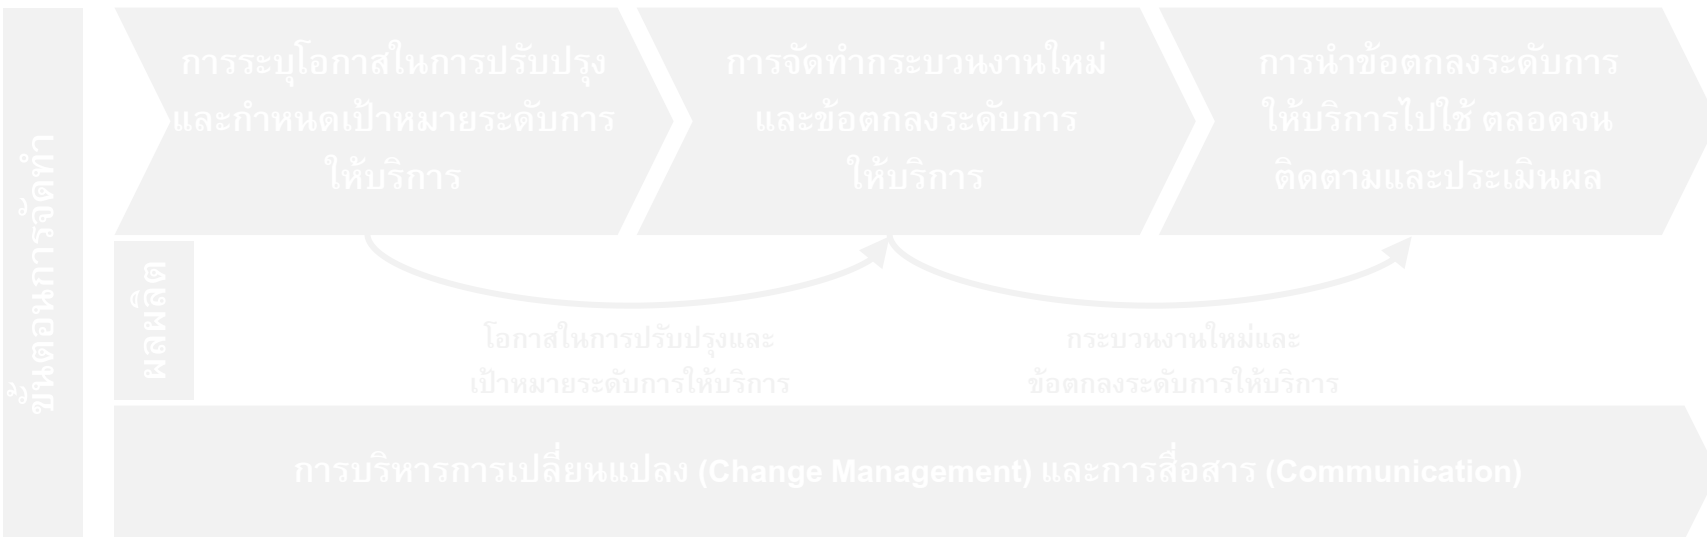 ขั้นตอนการจัดทำ
การระบุโอกาสในการปรับปรุง
และกำหนดเป้าหมายระดับการ
ให้บริการ
การจัดทำกระบวนงานใหม่
และข้อตกลงระดับการ
ให้บริการ
การนำข้อตกลงระดับการ
ให้บริการไปใช้ ตลอดจน
ติดตามและประเมินผล
ผลผลิต
โอกาสในการปรับปรุงและ
เป้าหมายระดับการให้บริการ
กระบวนงานใหม่และ
ข้อตกลงระดับการให้บริการ
การบริหารการเปลี่ยนแปลง (Change Management) และการสื่อสาร (Communication)